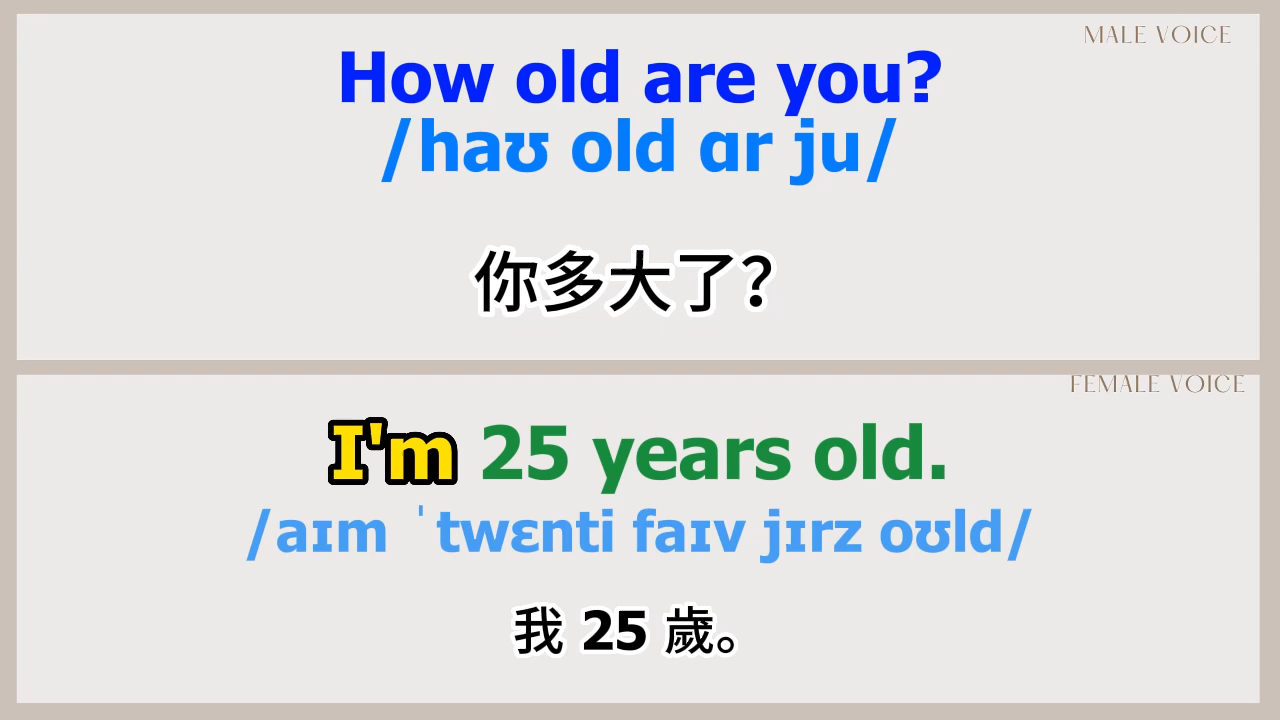 MALE VOICE
How old are you?
/haʊ old ɑr ju/
你多大了?
FEMALE VOICE
I'm 25 years old.
/aɪm ˈtwɛnti faɪv jɪrz oʊld/
我 25 歲。